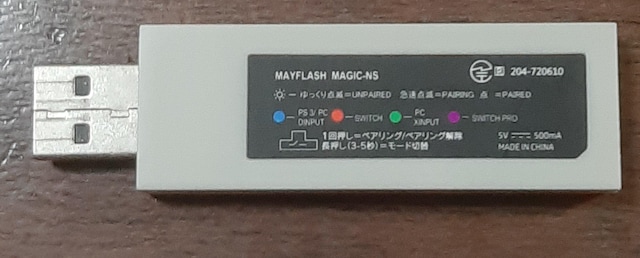 MAYFLASH MAGIC-NS
204-720610
ゆっくり点滅=UNPAIRED 急速点滅=PAIRING 点 =PAIRED
PS 3/ PC DINPUT
SWITCH
PC XINPUT
SWITCH PRO
1回押し=ペアリング/ペアリング解除
長押し(3-5秒)=モード切替
5V 500mA
MADE IN CHINA